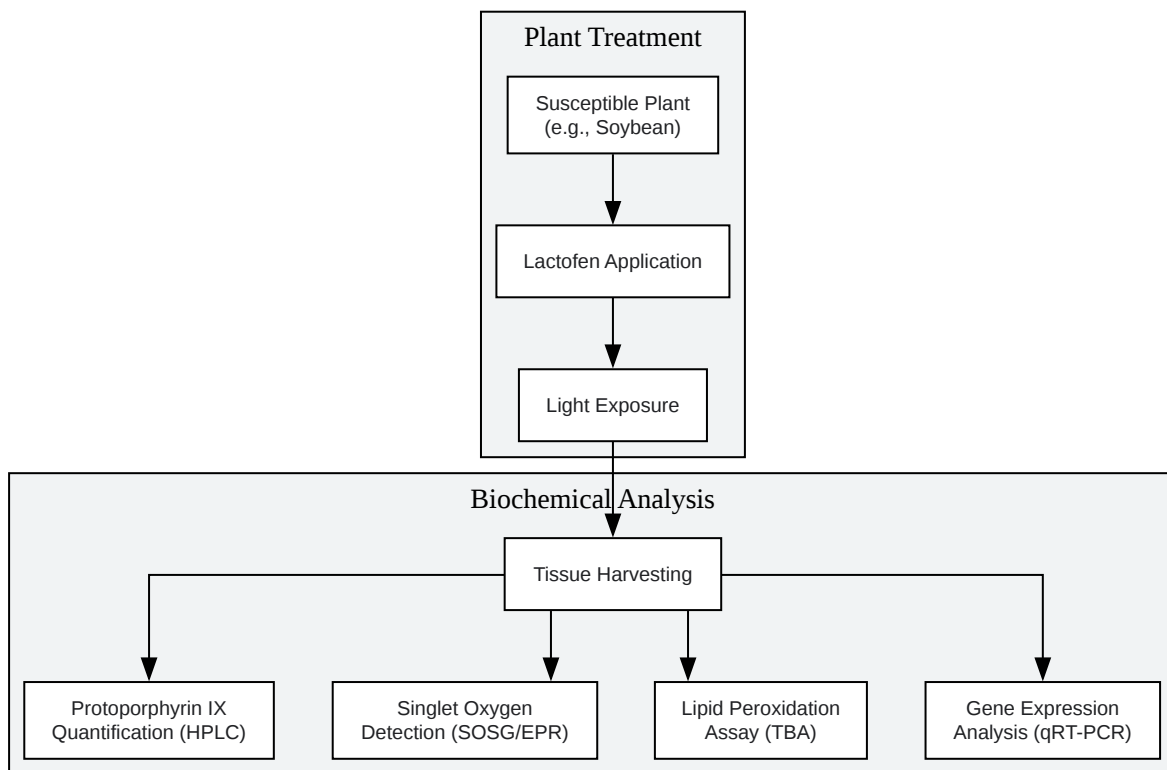 Plant Treatment
Susceptible Plant
(e.g., Soybean)
Lactofen Application
Light Exposure
Biochemical Analysis
Tissue Harvesting
Protoporphyrin IX
Quantification (HPLC)
Singlet Oxygen
Detection (SOSG/EPR)
Lipid Peroxidation
Assay (TBA)
Gene Expression
Analysis (qRT-PCR)